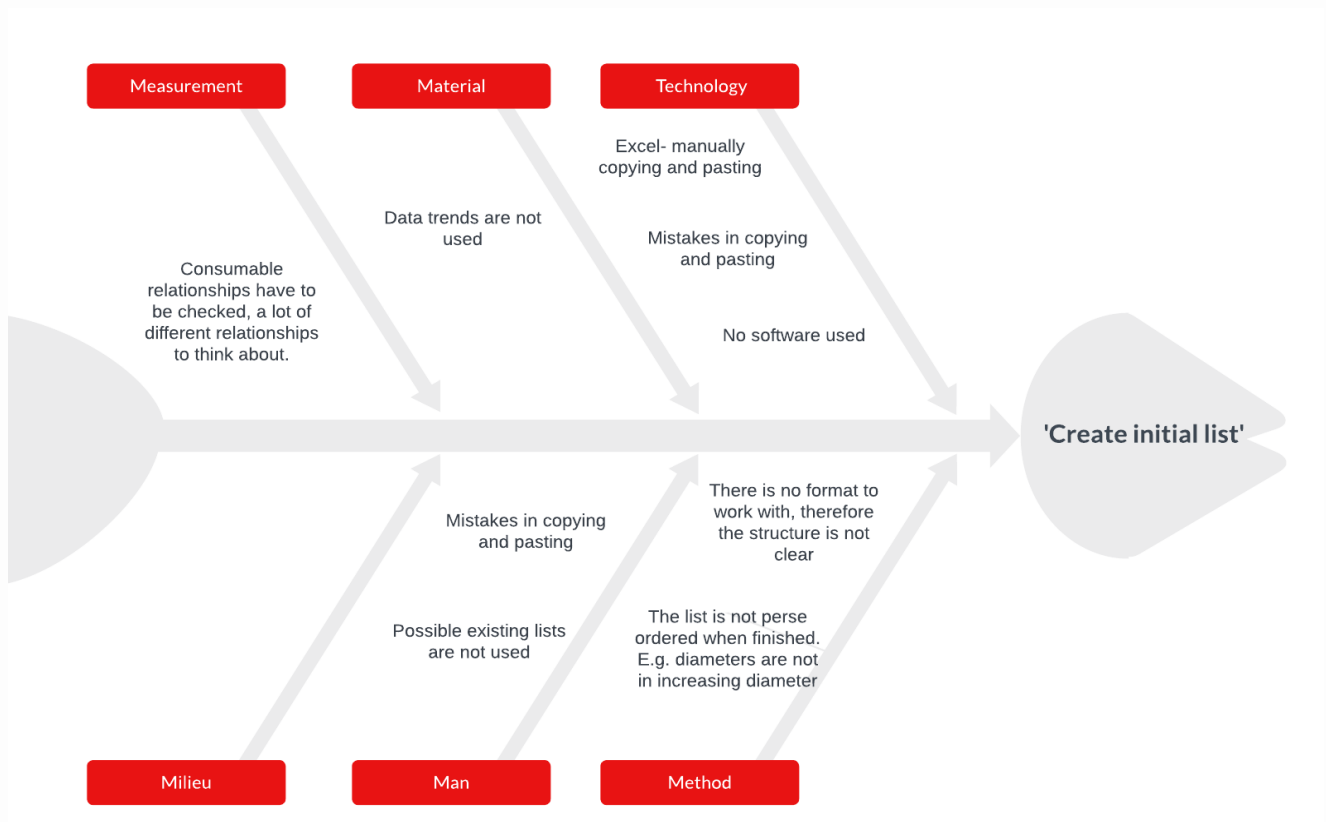 Measurement
Material
Technology
Excel- manually
copying and pasting
Data trends are not
used
Mistakes in copying
and pasting
Consumable
relationships have to
be checked, a lot of
different relationships
to think about.
No software used
'Create initial list'
There is no format to
work with, therefore
the structure is not
clear
Mistakes in copying
and pasting
The list is not perse
ordered when finished.
E.g. diameters are not
in increasing diameter
Possible existing lists
are not used
Milieu
Man
Method